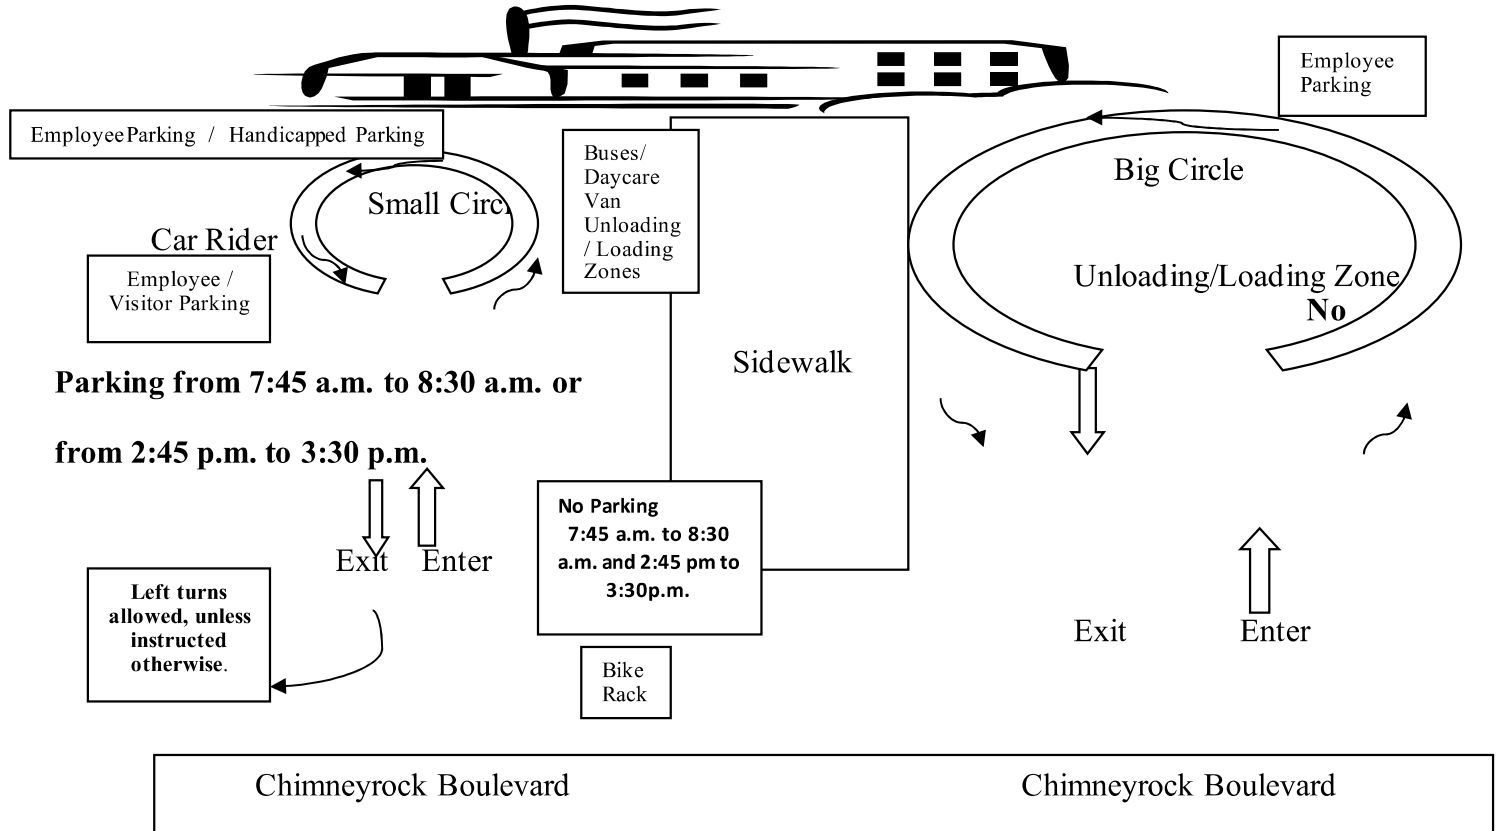 Employee
Parking
Employee Parking / Handicapped Parking
Buses/
Daycare
Van
Unloading
/ Loading
Zones
Big Circle
Small Circ
Car Rider
Employee /
Visitor Parking
Unloading/Loading Zone
No
Sidewalk
Parking from 7:45 a.m. to 8:30 a.m. or
from 2:45 p.m. to 3:30 p.m.
No Parking
7:45 a.m. to 8:30
a.m. and 2:45 pm to
3:30p.m.
Exit Enter
Left turns
allowed, unless
instructed
otherwise.
Exit Enter
Bike
Rack
Chimneyrock Boulevard Chimneyrock Boulevard